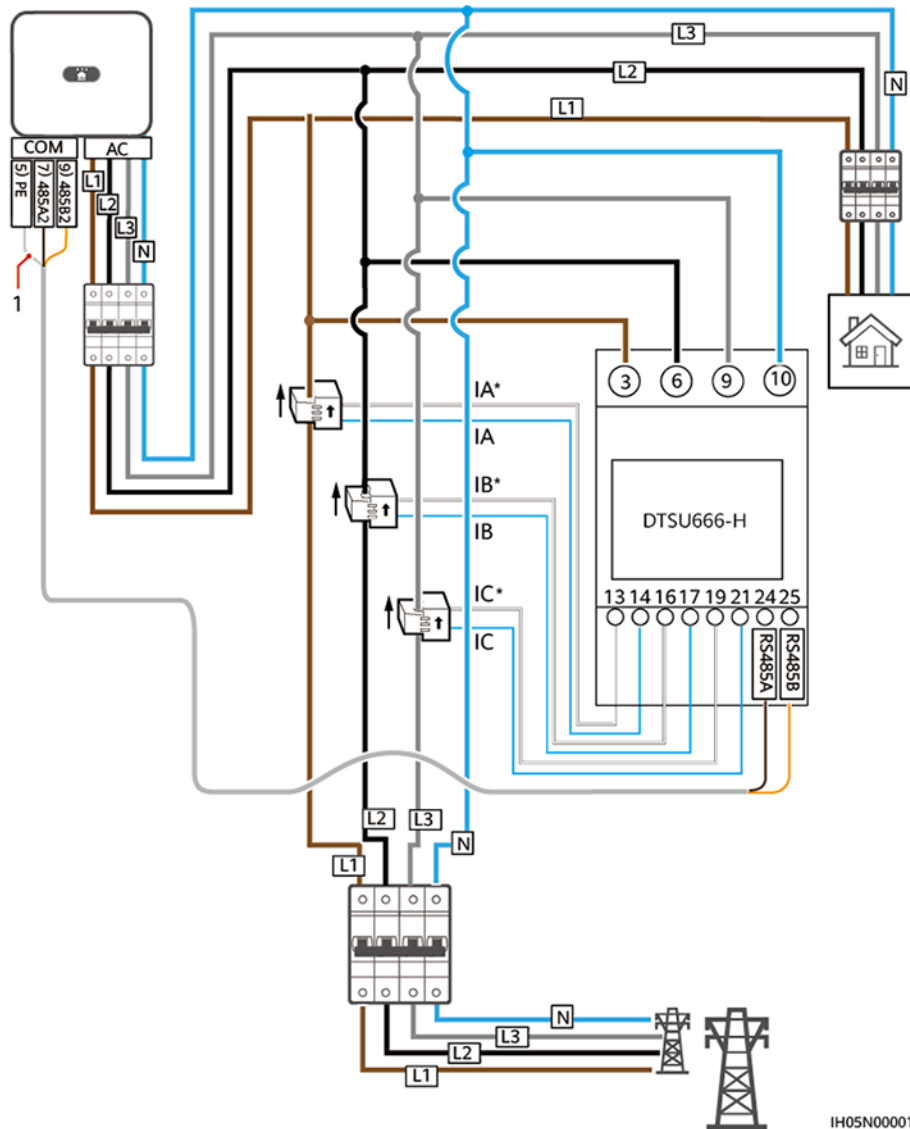 L3
L2
N
L1
COM
AC
5) PE
7) 485A2
9) 485B2
L1
L2
L3
N
1
3
6
9
10
IA*
IA
IB*
IB
DTSU666-H
IC*
IC
13 14 16 17 19 21 24 25
RS485A
RS485B
L2
L3
N
L1
N
L3
L2
L1
IH05N00001